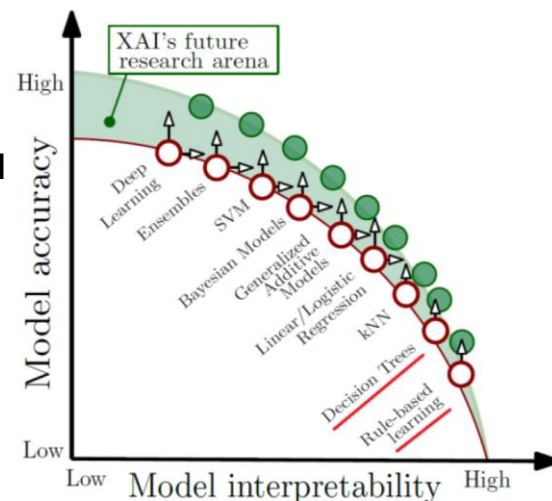 XAI's future
research arena
High
Model accuracy
Deep
Learning
Ensembles
SVM
Bayesian Models
Generalized
Additive
Models
Linear/Logistic
Regression
kNN
Decision Trees
Rule-based
learning
Low
Low
Model interpretability
High